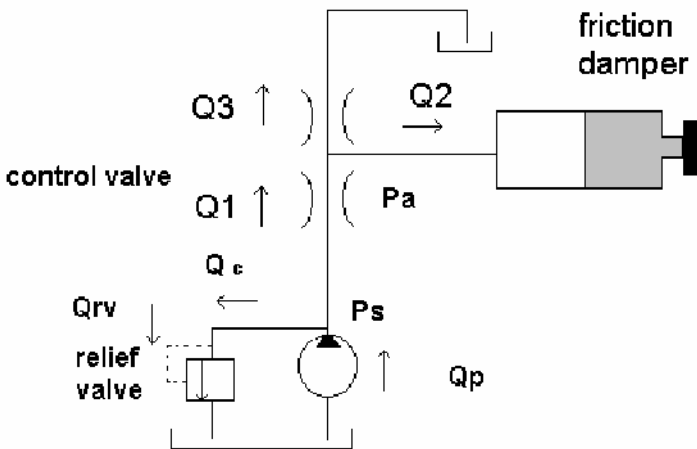 friction
damper
Q3
Q2
control valve
Q1
Pa
Qc
Qrv
Ps
relief
valve
Qp